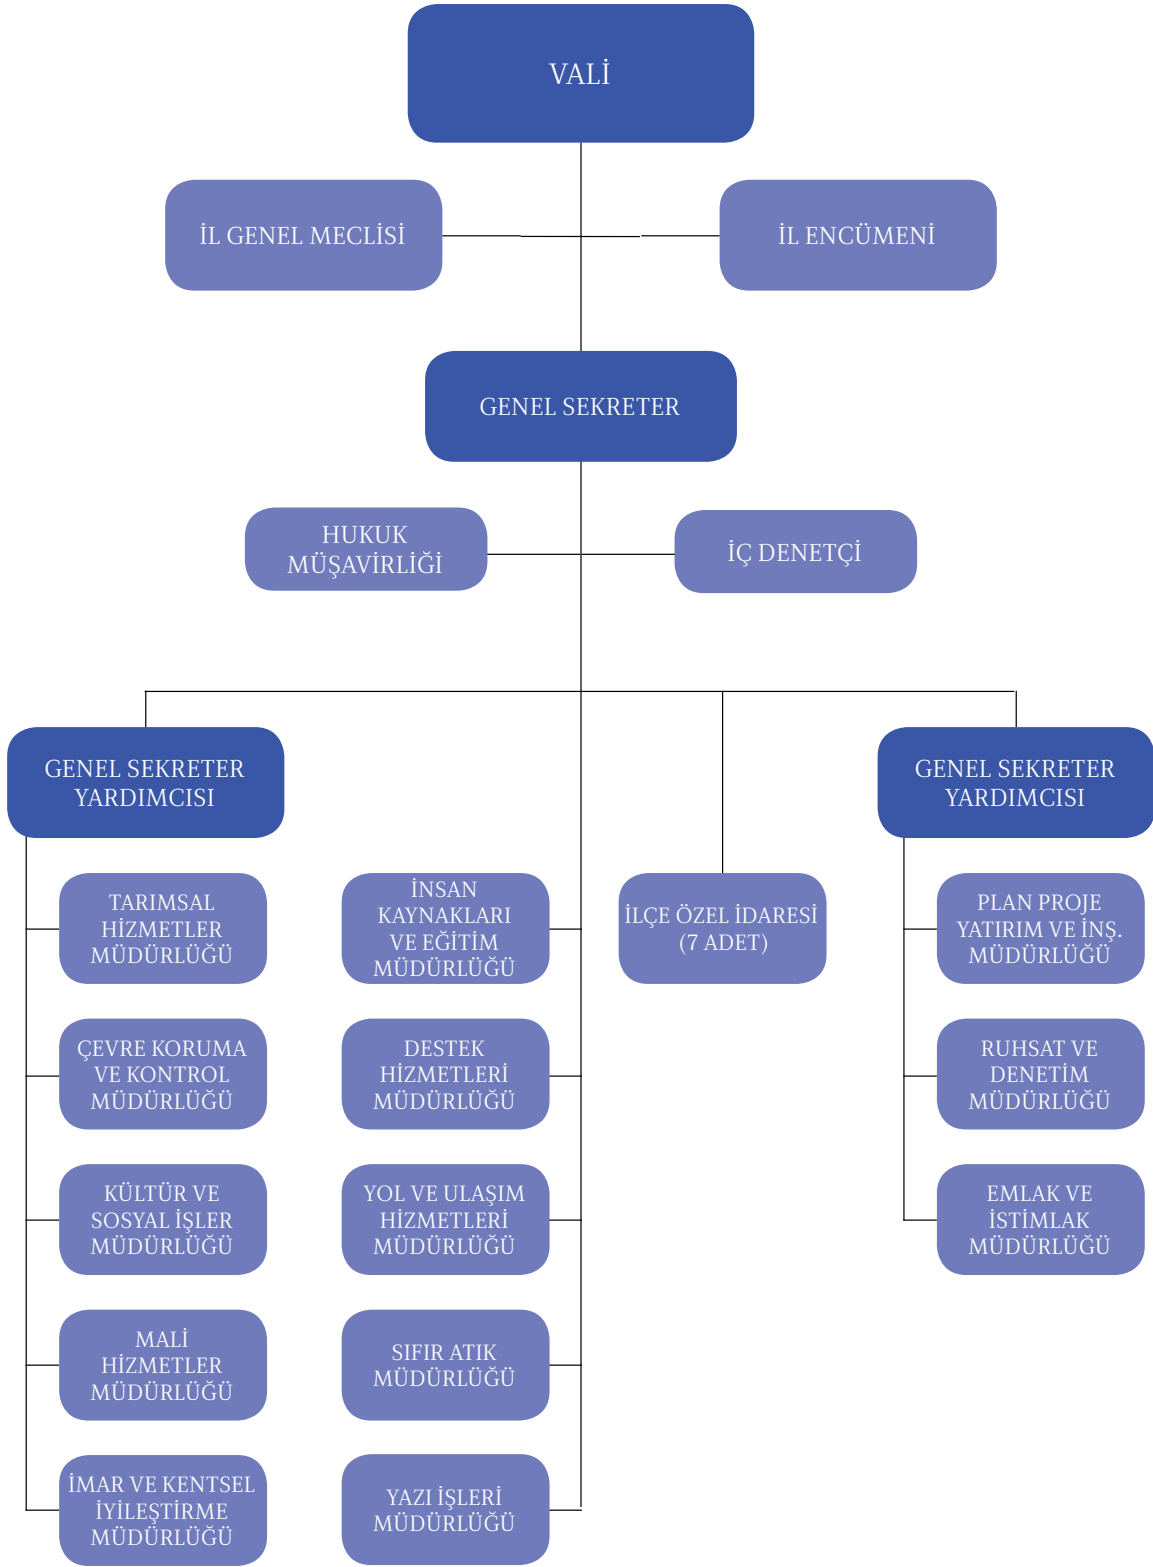 VALİ
İL GENEL MECLİSİ
İL ENCÜMENİ
GENEL SEKRETER
HUKUK
MÜŞAVİRLİĞİ
İÇ DENETÇİ
GENEL SEKRETER
YARDIMCISI
GENEL SEKRETER
YARDIMCISI
TARIMSAL
HİZMETLER
MÜDÜRLÜĞÜ
İNSAN
KAYNAKLARI
VE EĞİTİM
MÜDÜRLÜĞÜ
İLÇE ÖZEL İDARESİ
(7 ADET)
PLAN PROJE
YATIRIM VE İNŞ.
MÜDÜRLÜĞÜ
ÇEVRE KORUMA
VE KONTROL
MÜDÜRLÜĞÜ
DESTEK
HİZMETLERİ
MÜDÜRLÜĞÜ
RUHSAT VE
DENETİM
MÜDÜRLÜĞÜ
KÜLTÜR VE
SOSYAL İŞLER
MÜDÜRLÜĞÜ
YOL VE ULAŞIM
HİZMETLERİ
MÜDÜRLÜĞÜ
EMLAK VE
İSTİMLAK
MÜDÜRLÜĞÜ
MALİ
HİZMETLER
MÜDÜRLÜĞÜ
SIFIR ATIK
MÜDÜRLÜĞÜ
İMAR VE KENTSEL
İYİLEŞTİRME
MÜDÜRLÜĞÜ
YAZI İŞLERİ
MÜDÜRLÜĞÜ